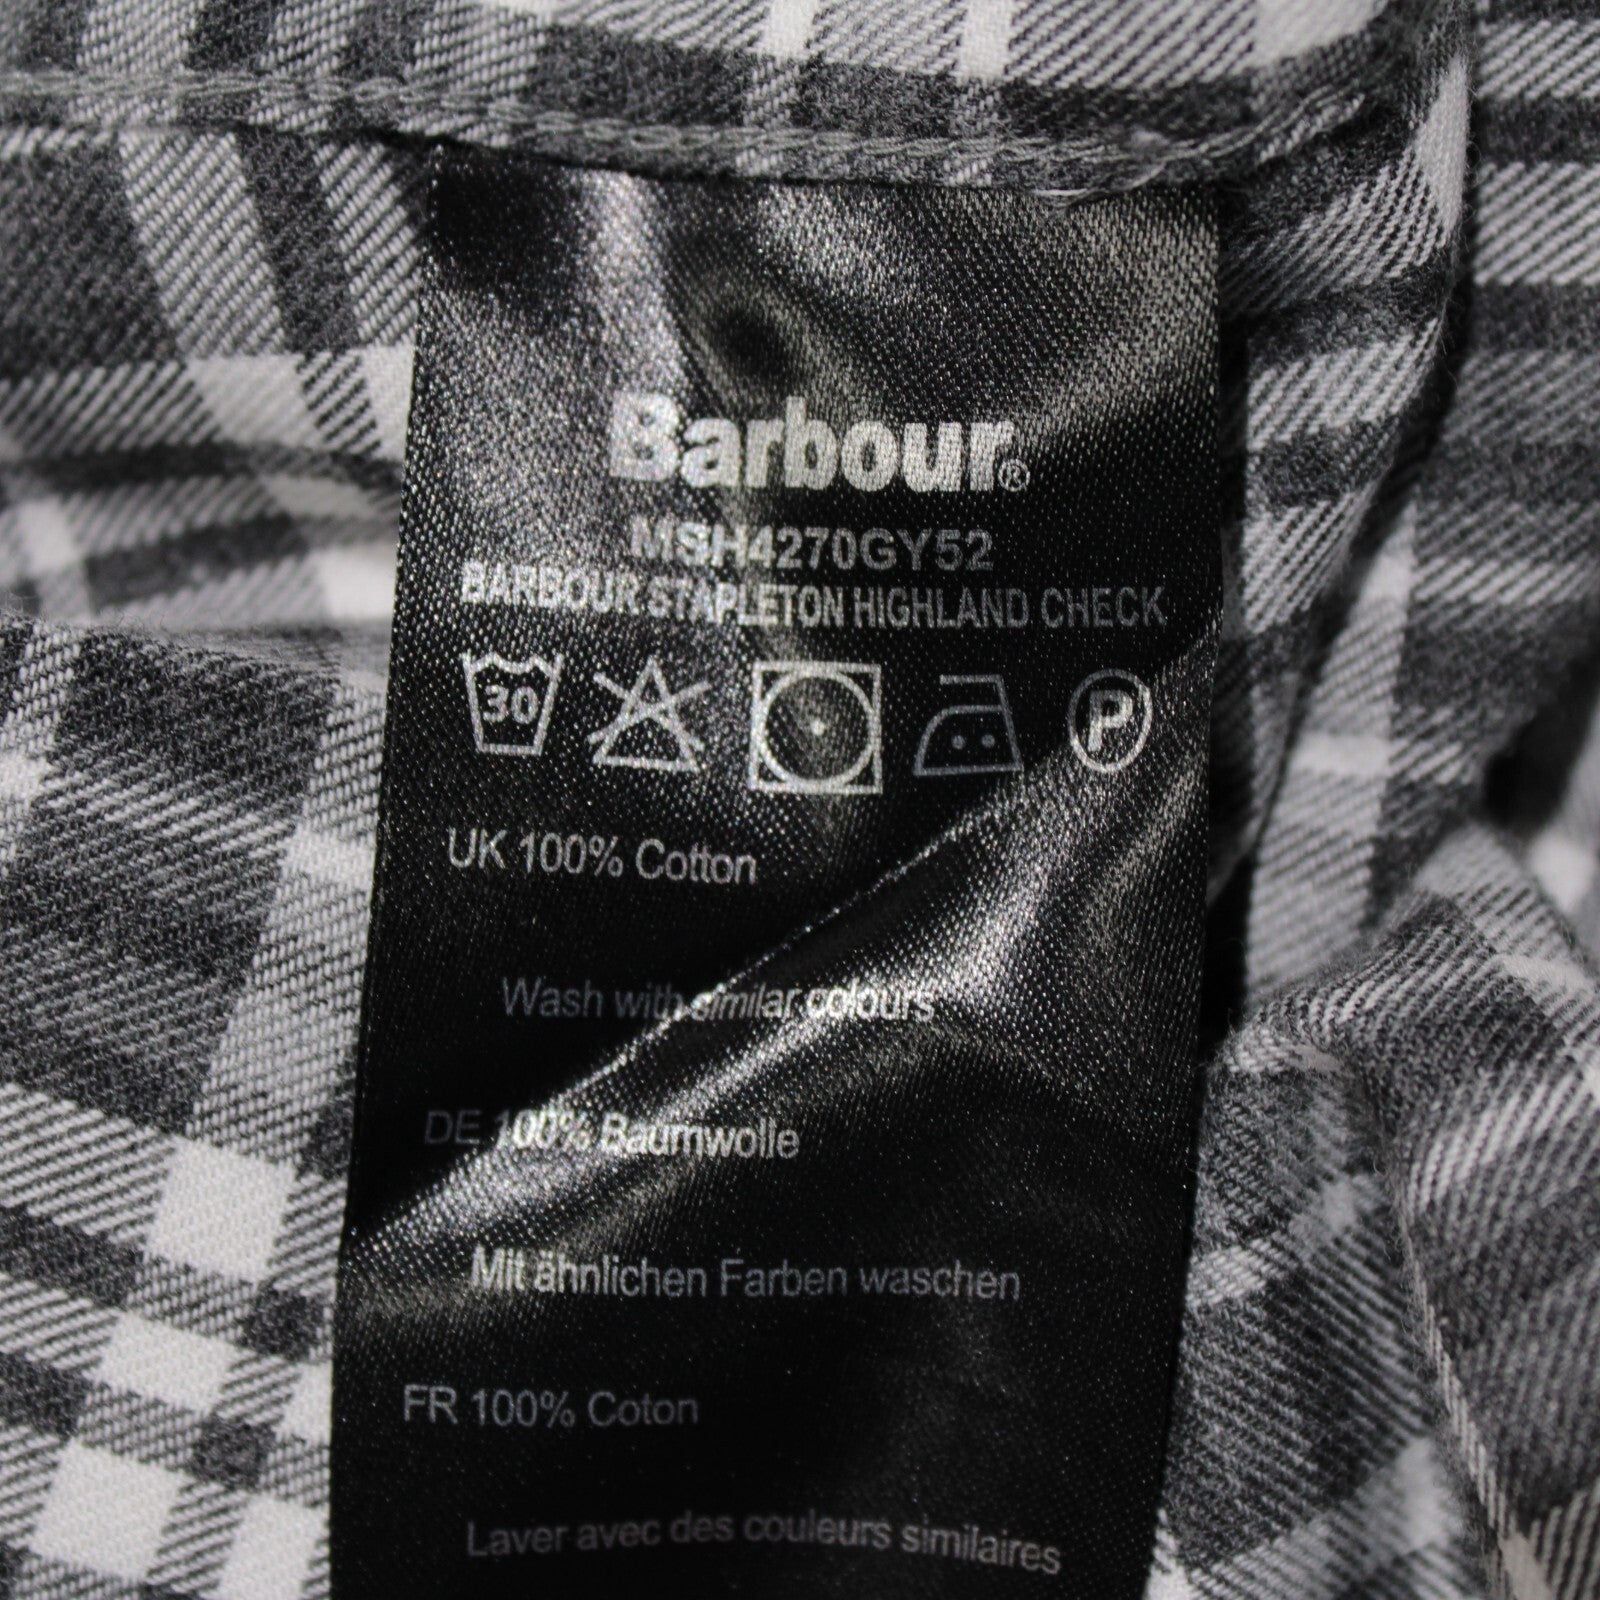 Barbour®
MSH4270GY52
BARBOUR STAPLETON HIGHLAND CHECK
30 P
UK 100% Cotton
Wash with similar colours
DE 100% Baumwolle
Mit ähnlichen Farben waschen
FR 100% Coton
Laver avec des couleurs similaires